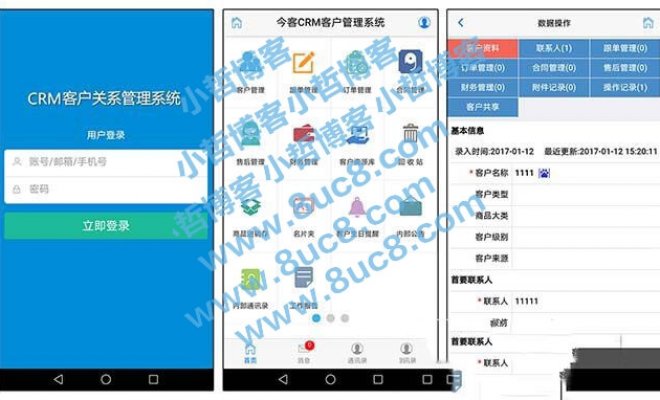 CRM客户关系管理系统
用户登录
账号/邮箱/手机号
密码
立即登录
今客CRM客户管理系统
客户管理 跟单管理 订单管理 合同管理
售后管理 财务管理 客户资源库 回收站
名片夹 客户生日提醒 内部公告
内部通讯录 工作报告
首页 消息 通讯录
数据操作
客户资料 联系人(1) 跟单管理(0)
订单管理(0) 合同管理(0) 售后管理(0)
财务管理(0) 附件记录(0) 操作记录(1)
客户共享
基本信息
录入时间:2017-01-12 最近更新:2017-01-12 15:20:11
* 客户名称 1111
客户类型
商品大类
客户级别
客户来源
首要联系人
* 联系人 11111
首要联系人
* 联系人
小哲博客 小哲博客
小哲博客 小哲博客
www.8uc8.com
www.8uc8.com
www.8uc8.com